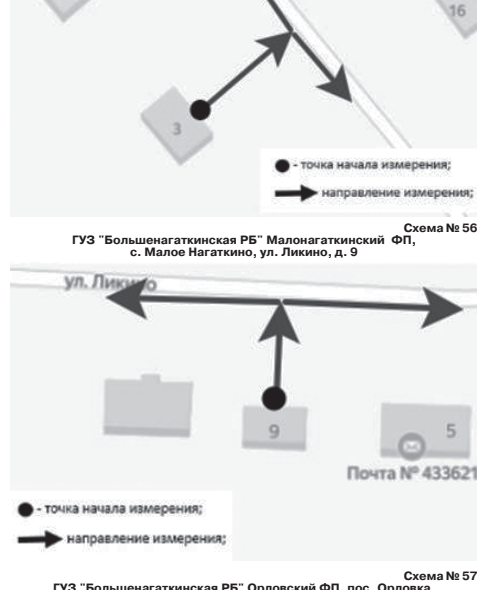 16
3
- точка начала измерения;
направление измерения;
Схема № 56
ГУЗ "Большенагаткинская РБ" Малонагаткинский ФП,
с. Малое Нагаткино, ул. Ликино, д. 9
ул. Ликино
9
5
Почта № 433621
- точка начала измерения;
направление измерения;
Схема № 57
ГУЗ "Большенагаткинская РБ" Орловский ФП, пос. Орловка